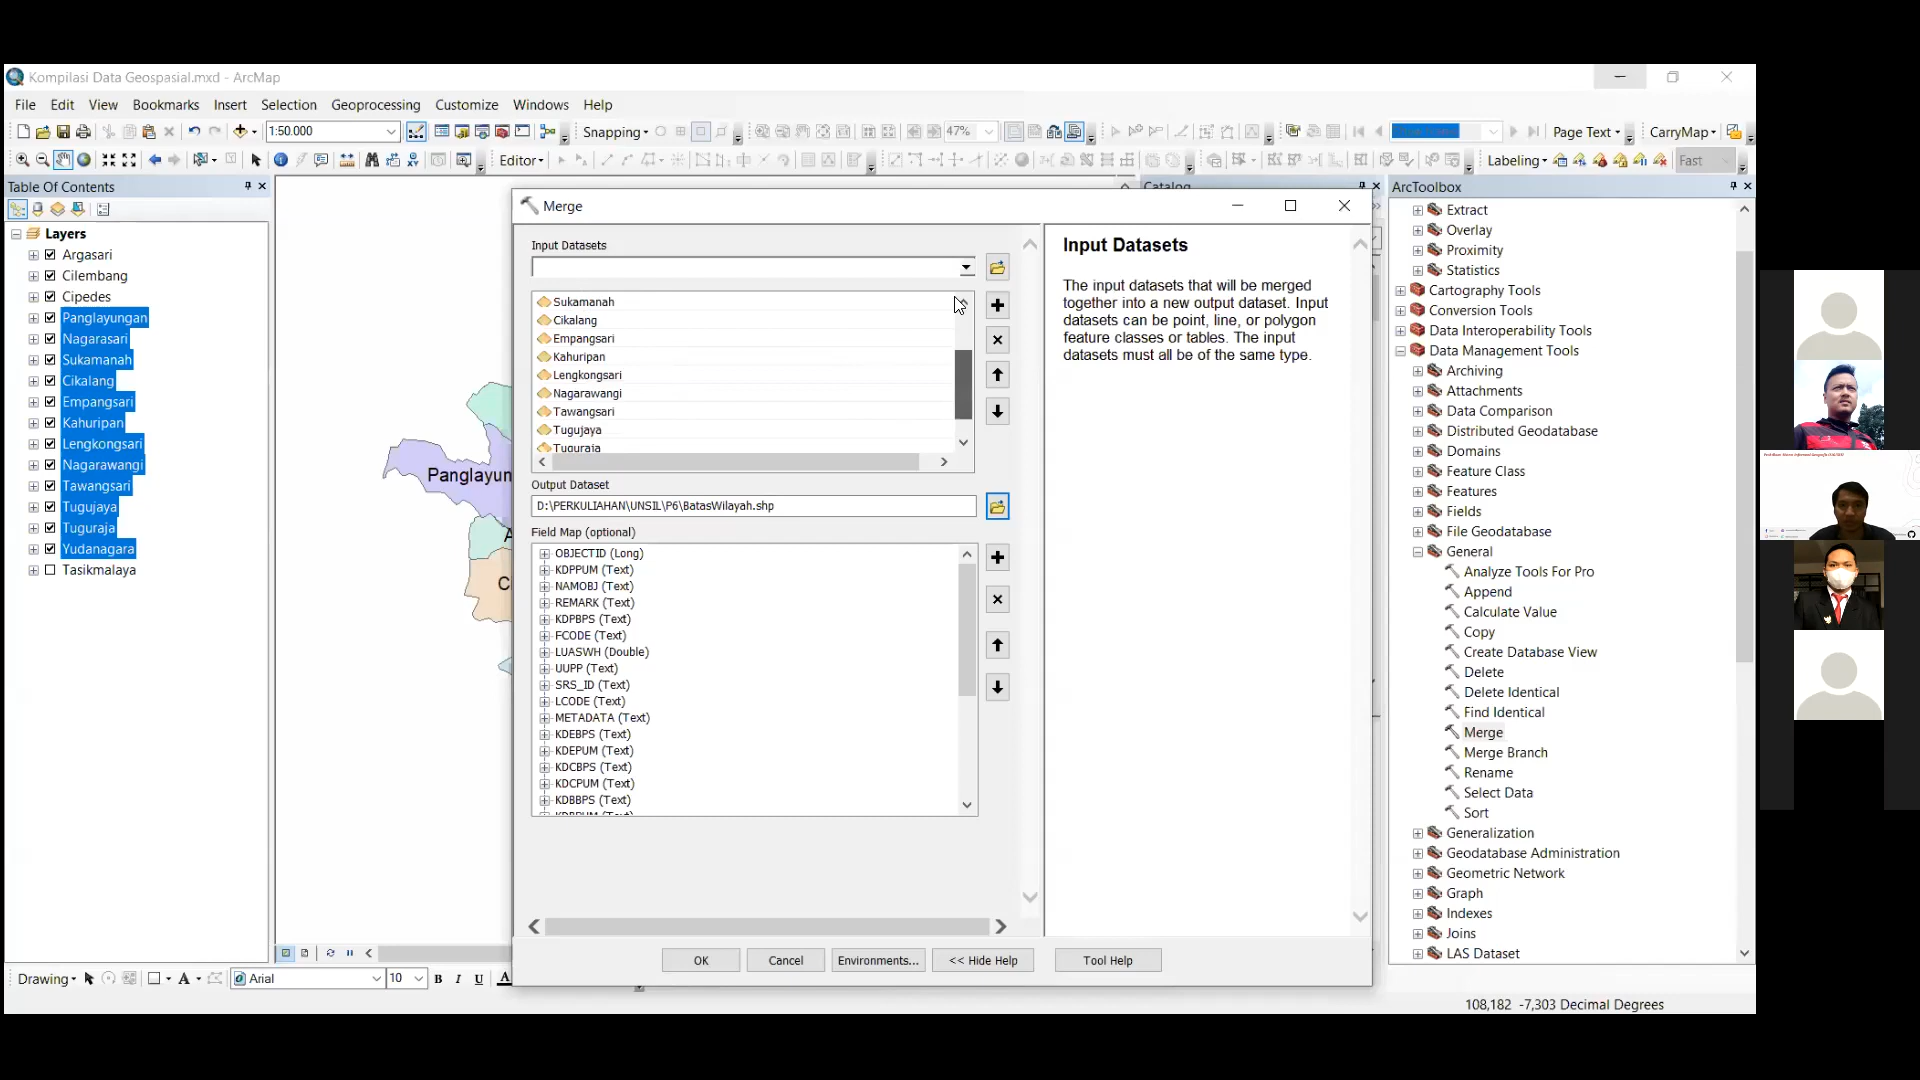 Kompilasi Data Geospasial.mxd - ArcMap
File Edit View Bookmarks Insert Selection Geoprocessing Customize Windows Help
1:50.000 Snapping 47% Page Text CarryMap
Editor Labeling Fast
Table Of Contents
Layers
Argasari
Cilembang
Cipedes
Panglayungan
Nagarasari
Sukamanah
Cikalang
Empangsari
Kahuripan
Lengkongsari
Nagarawangi
Tawangsari
Tugujaya
Tuguraja
Yudanagara
Tasikmalaya
Panglayun
A
C
Catalog
Merge
Input Datasets
Sukamanah
Cikalang
Empangsari
Kahuripan
Lengkongsari
Nagarawangi
Tawangsari
Tugujaya
Tuguraja
Output Dataset
D:\PERKULIAHAN\UNSIL\P6\BatasWilayah.shp
Field Map (optional)
OBJECTID (Long)
KDPPUM (Text)
NAMOBJ (Text)
REMARK (Text)
KDPBPS (Text)
FCODE (Text)
LUASWH (Double)
UUPP (Text)
SRS_ID (Text)
LCODE (Text)
METADATA (Text)
KDEBPS (Text)
KDEPUM (Text)
KDCBPS (Text)
KDCPUM (Text)
KDBBPS (Text)
KDBPUM (Text)
OK Cancel Environments... << Hide Help Tool Help
Input Datasets
The input datasets that will be merged
together into a new output dataset. Input
datasets can be point, line, or polygon
feature classes or tables. The input
datasets must all be of the same type.
ArcToolbox
Extract
Overlay
Proximity
Statistics
Cartography Tools
Conversion Tools
Data Interoperability Tools
Data Management Tools
Archiving
Attachments
Data Comparison
Distributed Geodatabase
Domains
Feature Class
Features
Fields
File Geodatabase
General
Analyze Tools For Pro
Append
Calculate Value
Copy
Create Database View
Delete
Delete Identical
Find Identical
Merge
Merge Branch
Rename
Select Data
Sort
Generalization
Geodatabase Administration
Geometric Network
Graph
Indexes
Joins
LAS Dataset
Drawing A Arial 10 B I U A
108,182 -7,303 Decimal Degrees